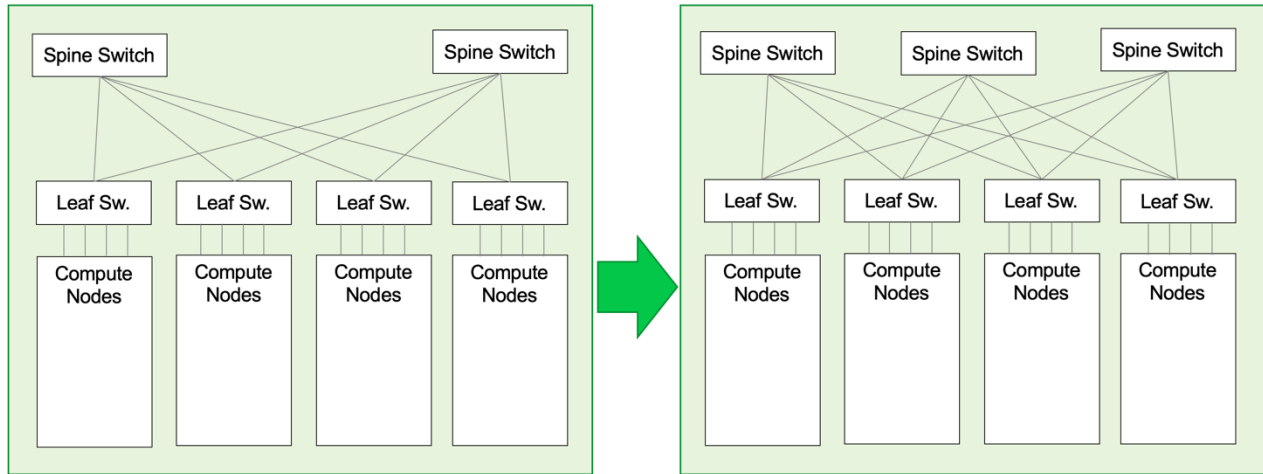 Spine Switch
Spine Switch
Leaf Sw.
Leaf Sw.
Leaf Sw.
Leaf Sw.
Compute
Nodes
Compute
Nodes
Compute
Nodes
Compute
Nodes
Spine Switch
Spine Switch
Spine Switch
Leaf Sw.
Leaf Sw.
Leaf Sw.
Leaf Sw.
Compute
Nodes
Compute
Nodes
Compute
Nodes
Compute
Nodes